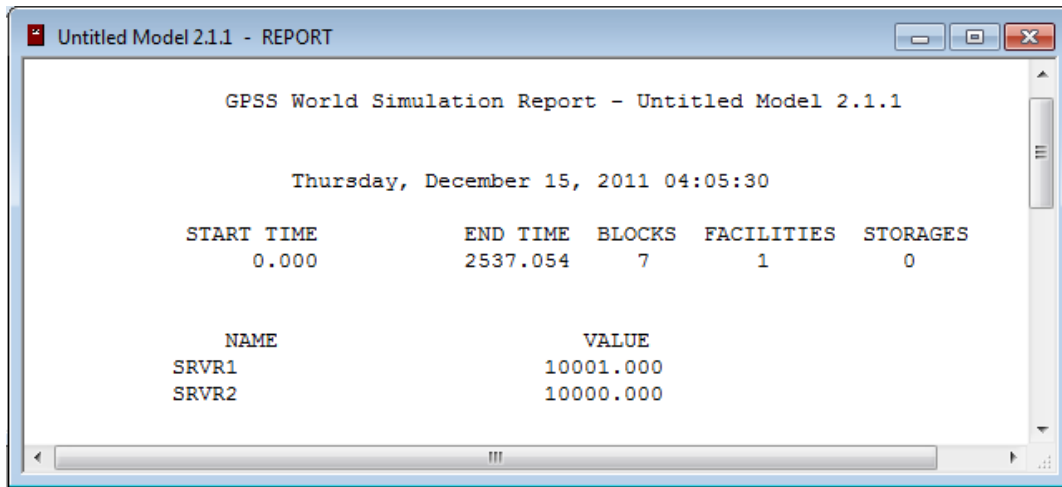 Untitled Model 2.1.1 - REPORT
GPSS World Simulation Report - Untitled Model 2.1.1
Thursday, December 15, 2011 04:05:30
START TIME END TIME BLOCKS FACILITIES STORAGES
0.000 2537.054 7 1 0
NAME VALUE
SRVR1 10001.000
SRVR2 10000.000